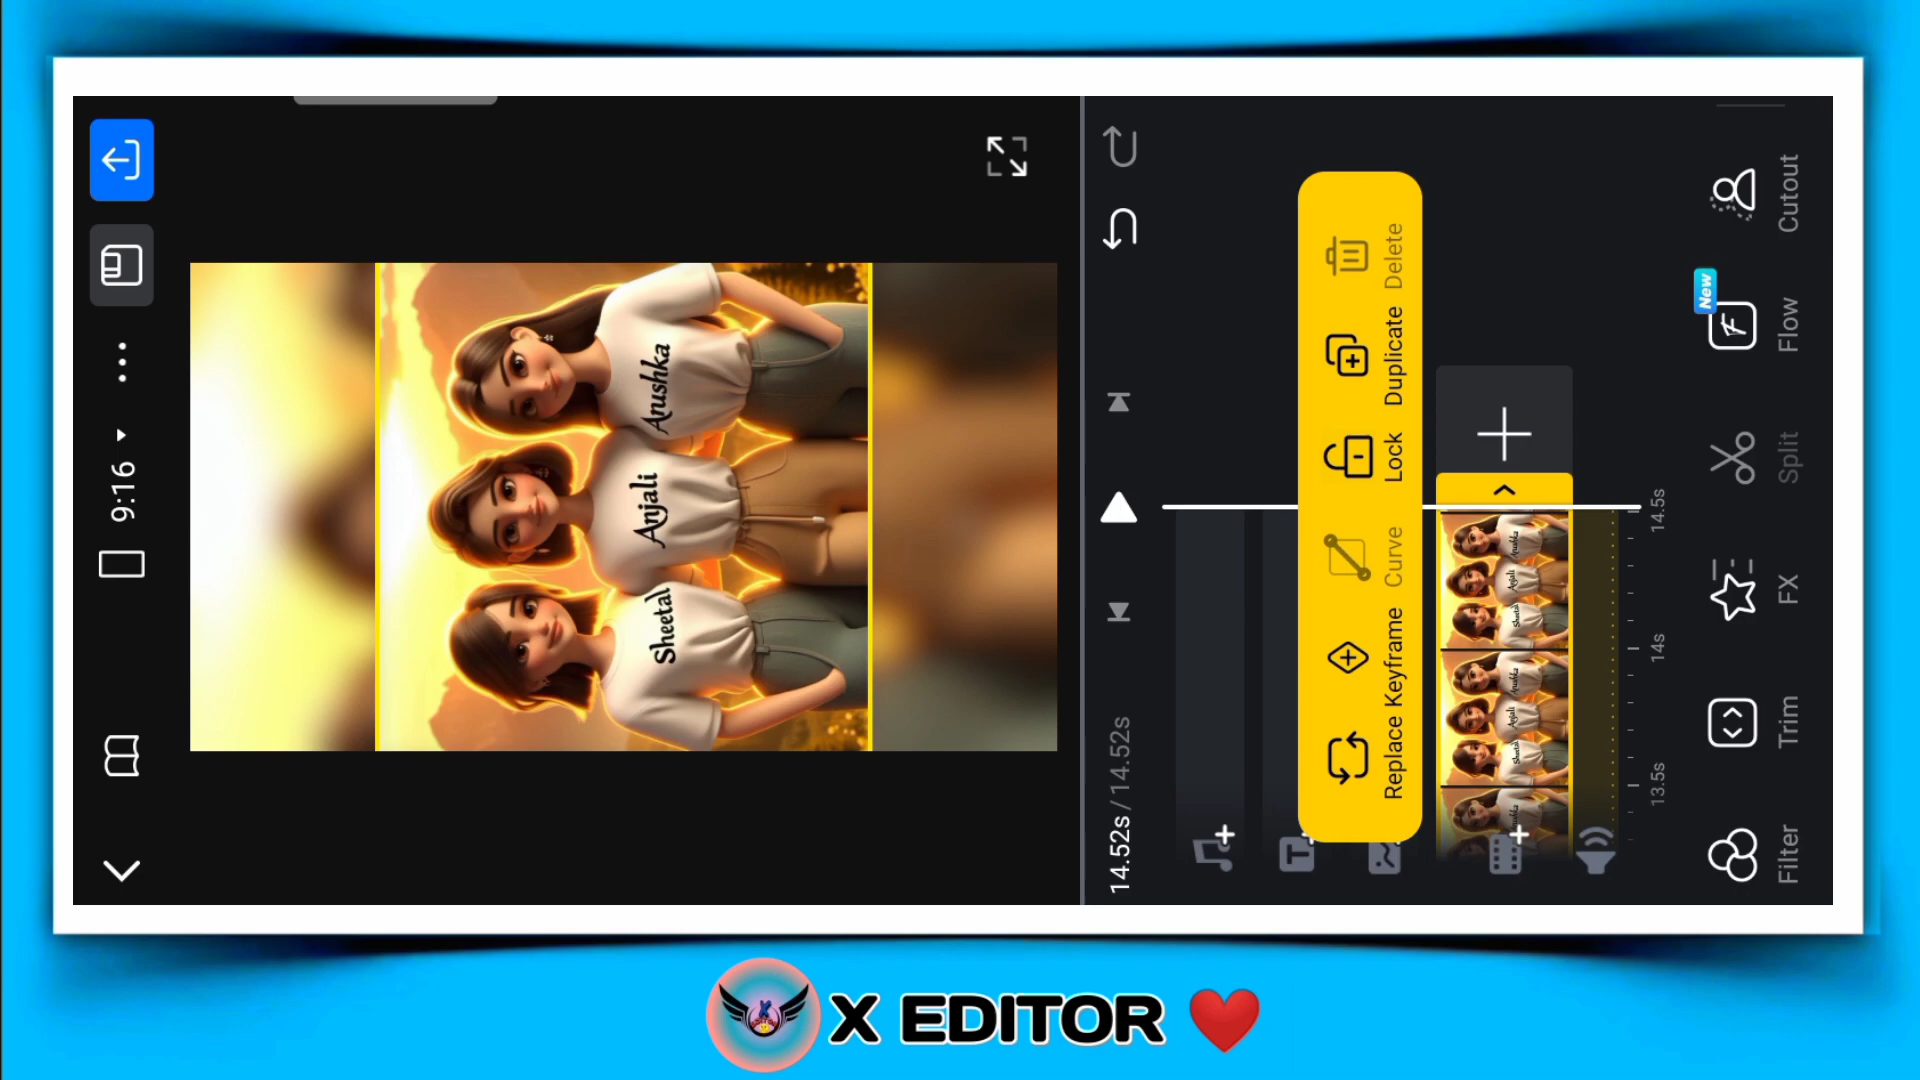 9:16
Anushka
Anjali
Sheetal
14.52s / 14.52s
Replace
Keyframe
Curve
Lock
Duplicate
Delete
13.5s
14s
14.5s
Filter
Trim
FX
Split
Flow
New
Cutout
X EDITOR